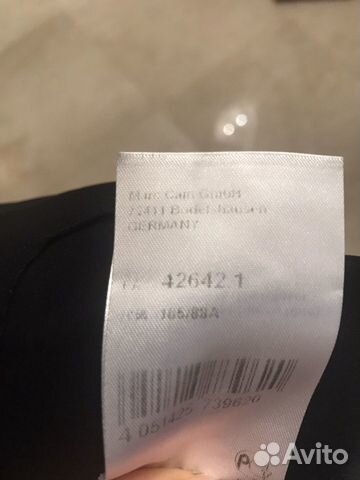 Marc Cain GmbH
72411 Bodelshausen
GERMANY
42642 1
165/88A
4 051425 739620
Avito